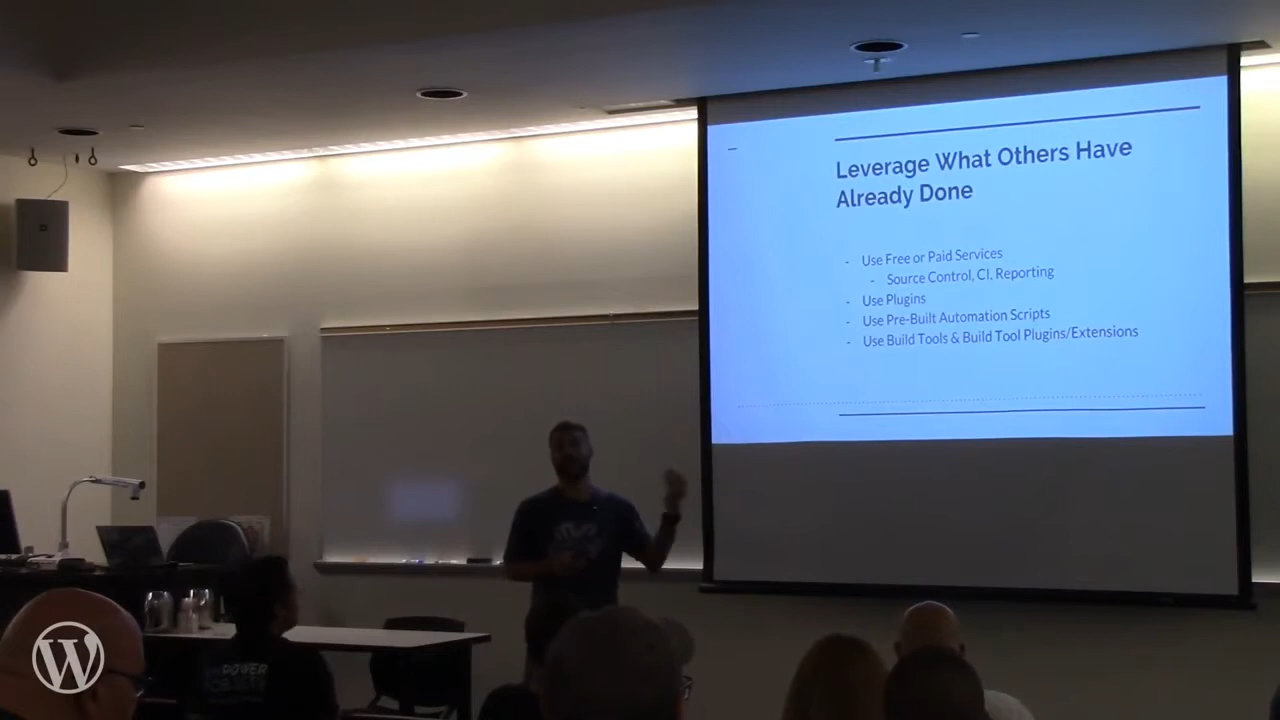 Leverage What Others Have
Already Done
- Use Free or Paid Services
- Source Control, CI, Reporting
- Use Plugins
- Use Pre-Built Automation Scripts
- Use Build Tools & Build Tool Plugins/Extensions
POWER
W